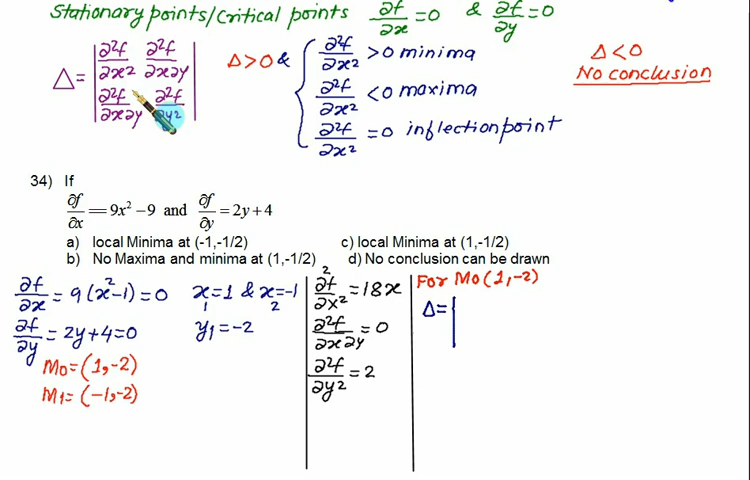 Stationary points/Critical points ∂f/∂x = 0 & ∂f/∂y = 0
Δ = | ∂²f/∂x² ∂²f/∂x∂y |
| ∂²f/∂x∂y ∂²f/∂y² |
Δ>0 & { ∂²f/∂x² >0 minima
∂²f/∂x² <0 maxima
∂²f/∂x² =0 inflection point
Δ<0
No conclusion
34) If
∂f/∂x == 9x² − 9 and ∂f/∂y = 2y + 4
a) local Minima at (-1,-1/2)
b) No Maxima and minima at (1,-1/2)
c) local Minima at (1,-1/2)
d) No conclusion can be drawn
∂f/∂x = 9(x²−1) = 0
∂f/∂y = 2y+4 = 0
x₁=1 & x₂=−1
y₁=−2
M0=(1,−2)
M1=(−1,−2)
∂²f/∂x² = 18x
∂²f/∂x∂y = 0
∂²f/∂y² = 2
For M0(1,−2)
Δ= |